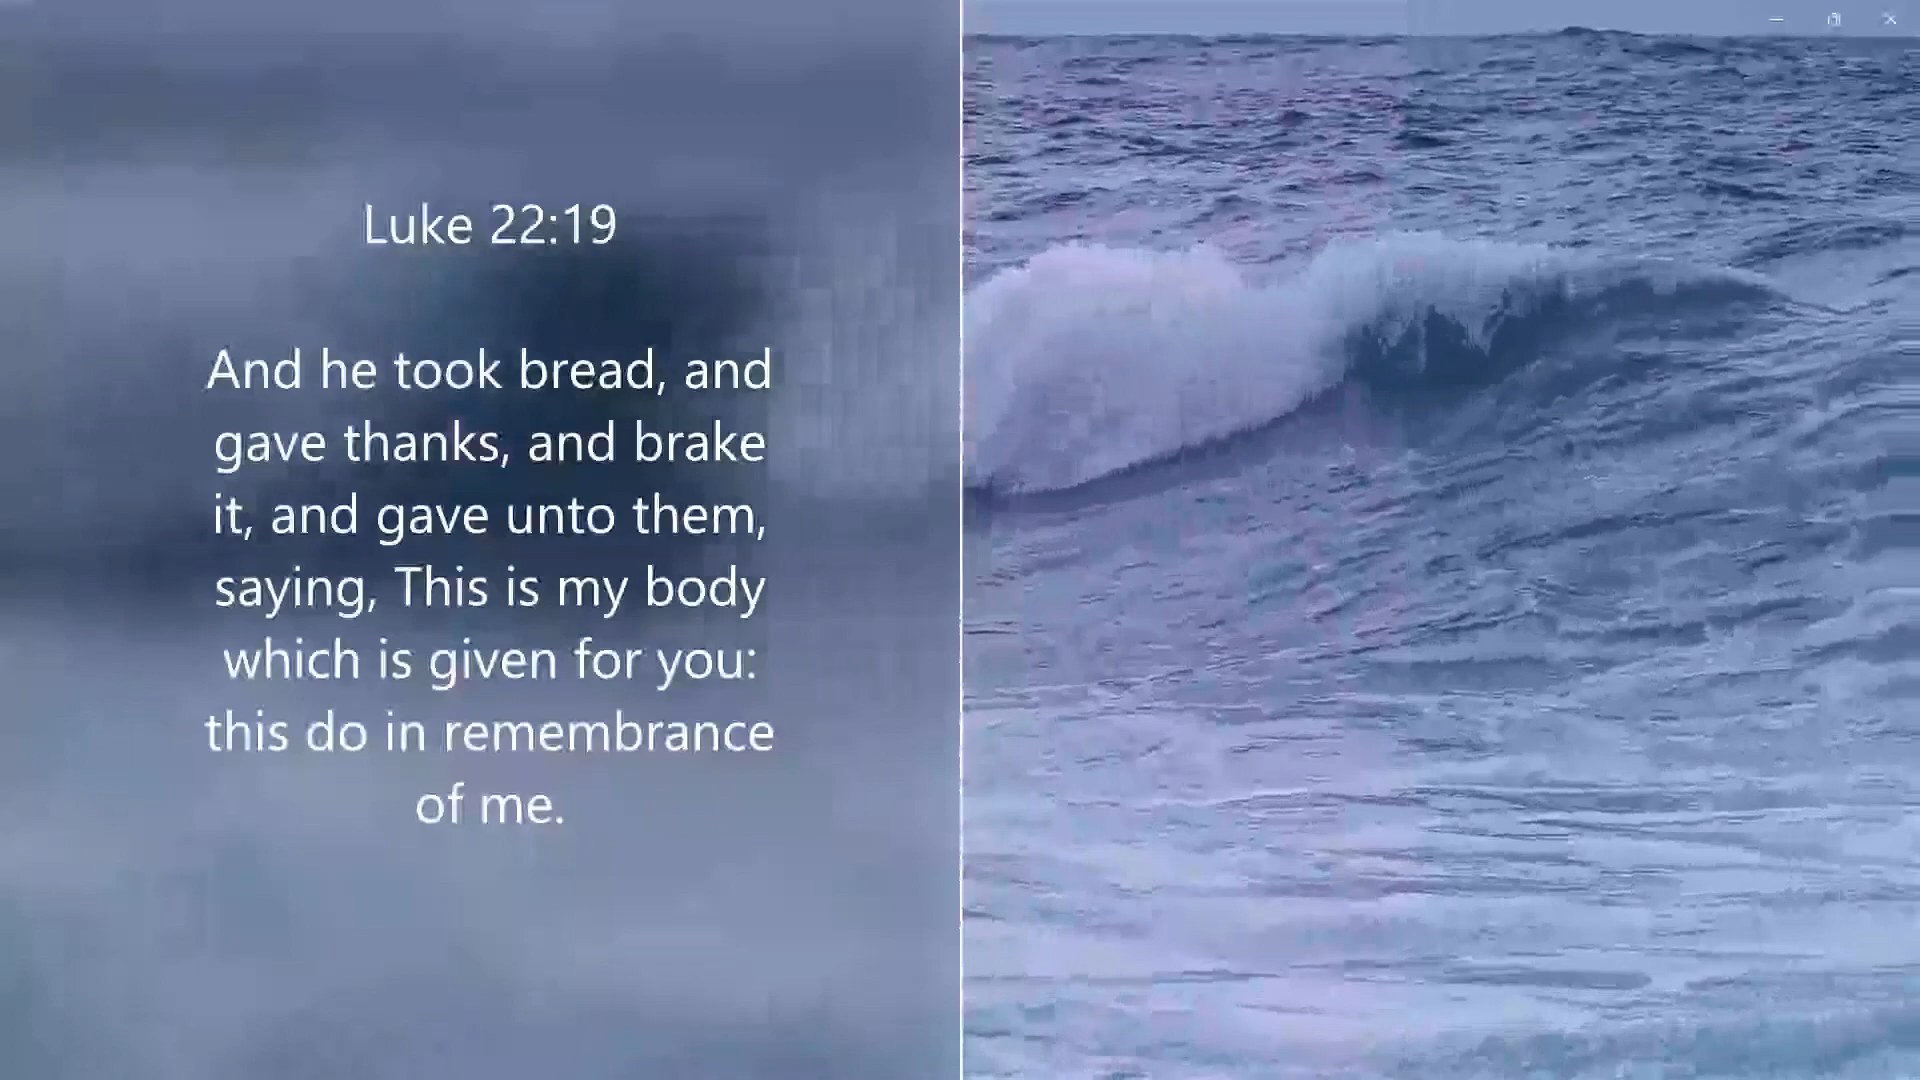 Luke 22:19
And he took bread, and
gave thanks, and brake
it, and gave unto them,
saying, This is my body
which is given for you:
this do in remembrance
of me.